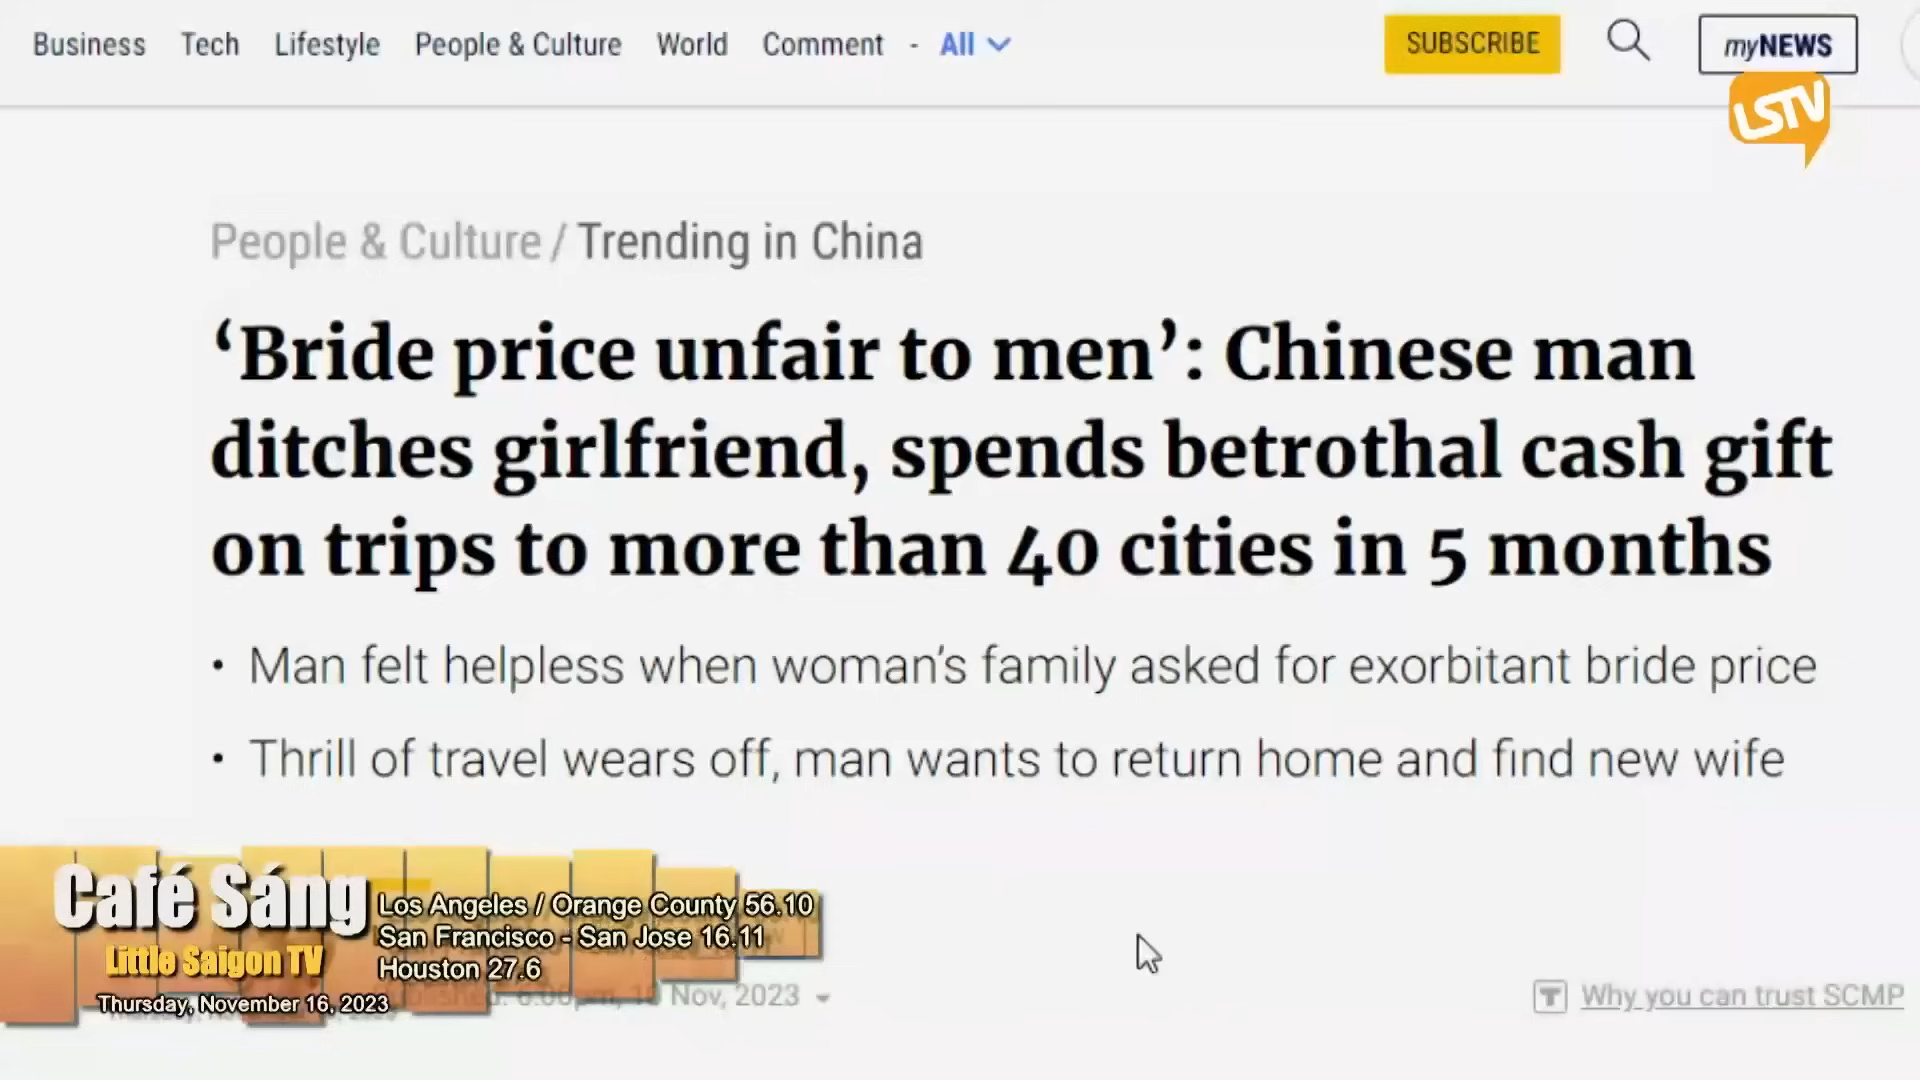 Business Tech Lifestyle People & Culture World Comment - All SUBSCRIBE myNEWS
LSTV
People & Culture / Trending in China
‘Bride price unfair to men’: Chinese man
ditches girlfriend, spends betrothal cash gift
on trips to more than 40 cities in 5 months
• Man felt helpless when woman’s family asked for exorbitant bride price
• Thrill of travel wears off, man wants to return home and find new wife
Café Sáng
Little Saigon TV
Los Angeles / Orange County 56.10
San Francisco - San Jose 16.11
Houston 27.6
Thursday, November 16, 2023
Nov, 2023
Why you can trust SCMP